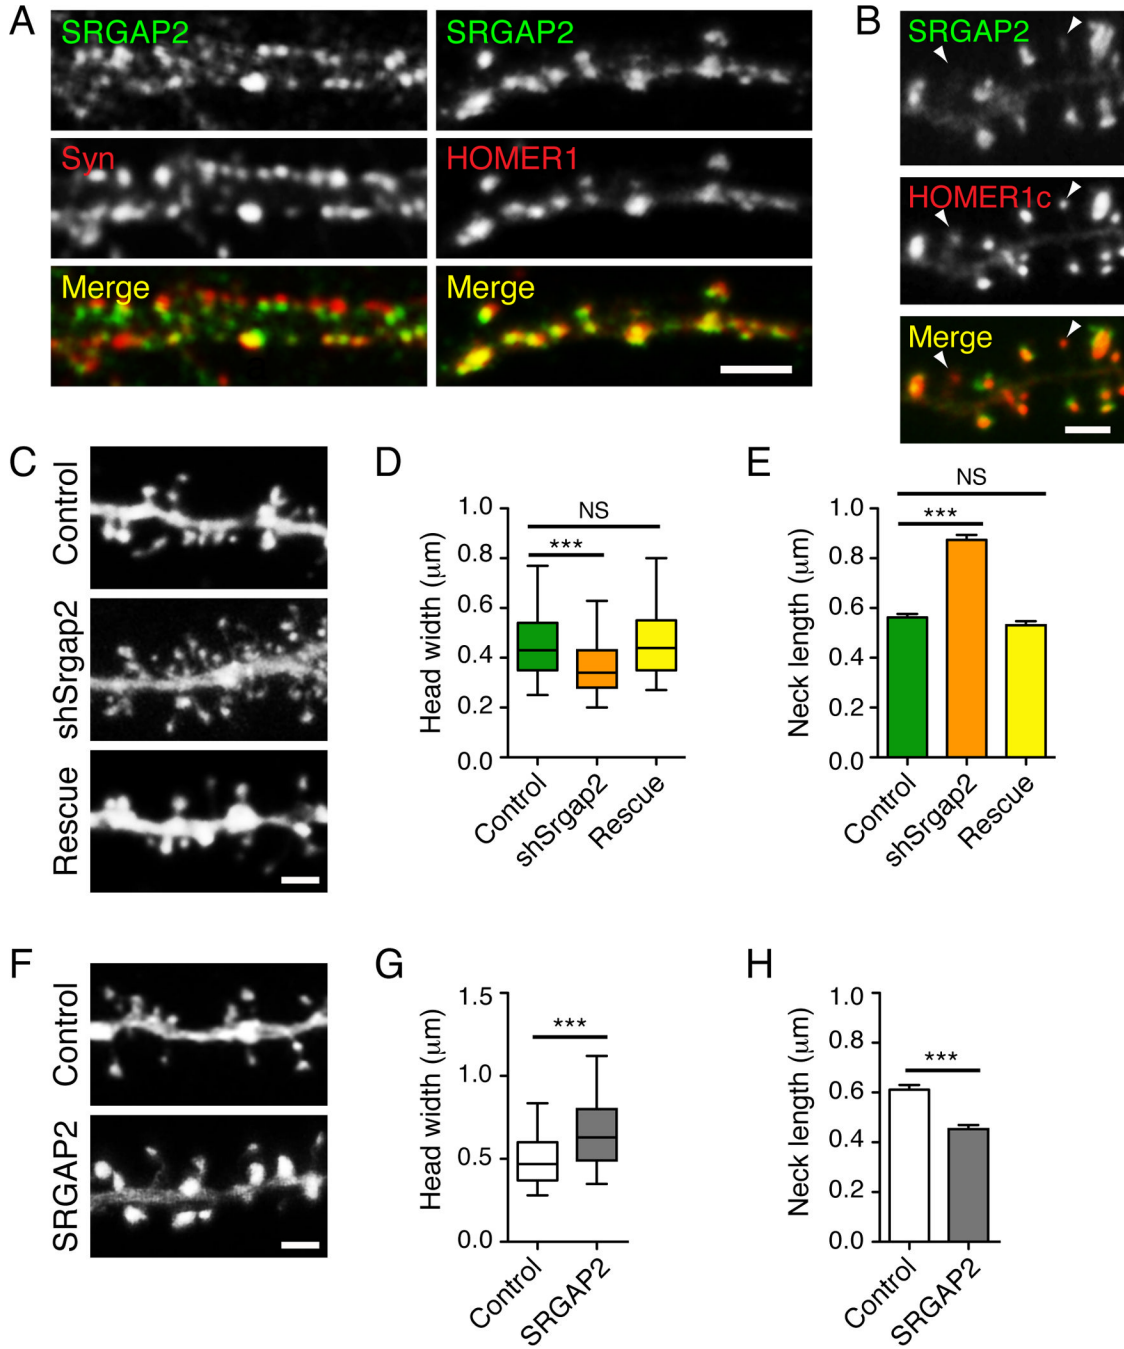 A
SRGAP2
SRGAP2
Syn
HOMER1
Merge
Merge
B
SRGAP2
HOMER1c
Merge
C
Control
shSrgap2
Rescue
D
Head width (μm)
1.0
0.8
0.6
0.4
0.2
0.0
NS
***
Control
shSrgap2
Rescue
E
Neck length (μm)
1.0
0.8
0.6
0.4
0.2
0.0
NS
***
Control
shSrgap2
Rescue
F
Control
SRGAP2
G
Head width (μm)
1.5
1.0
0.5
0.0
***
Control
SRGAP2
H
Neck length (μm)
1.0
0.8
0.6
0.4
0.2
0.0
***
Control
SRGAP2